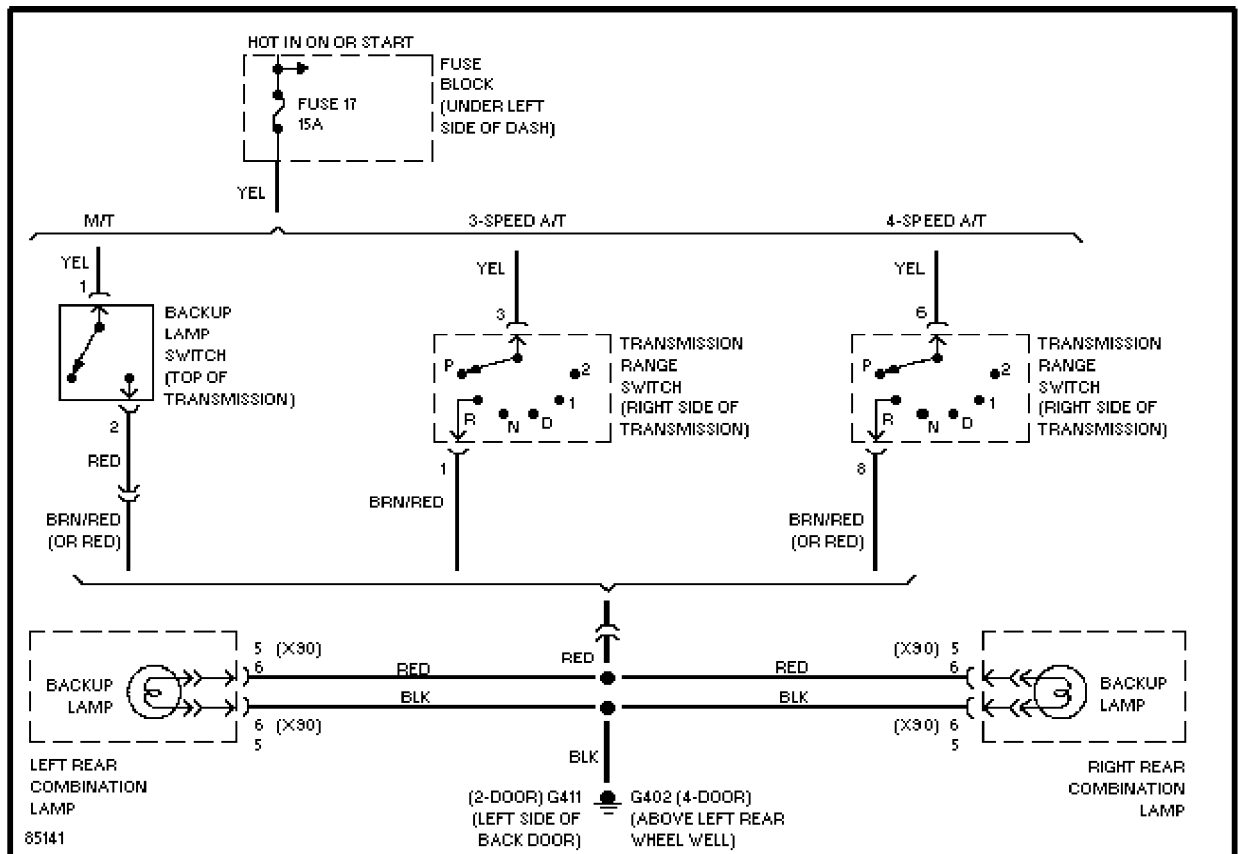 HOT IN ON OR START
FUSE
BLOCK
(UNDER LEFT
SIDE OF DASH)
FUSE 17
15A
YEL
M/T
3-SPEED A/T
4-SPEED A/T
YEL
1
BACKUP
LAMP
SWITCH
(TOP OF
TRANSMISSION)
2
RED
BRN/RED
(OR RED)
YEL
3
P
2
1
R
N
D
TRANSMISSION
RANGE
SWITCH
(RIGHT SIDE OF
TRANSMISSION)
1
BRN/RED
YEL
6
P
2
1
R
N
D
TRANSMISSION
RANGE
SWITCH
(RIGHT SIDE OF
TRANSMISSION)
8
BRN/RED
(OR RED)
5 (X90)
6
RED
RED
RED
(X90) 5
6
BACKUP
LAMP
BLK
BLK
BACKUP
LAMP
6 (X90)
5
(X90) 6
5
BLK
LEFT REAR
COMBINATION
LAMP
(2-DOOR) G411
(LEFT SIDE OF
BACK DOOR)
G402 (4-DOOR)
(ABOVE LEFT REAR
WHEEL WELL)
RIGHT REAR
COMBINATION
LAMP
85141